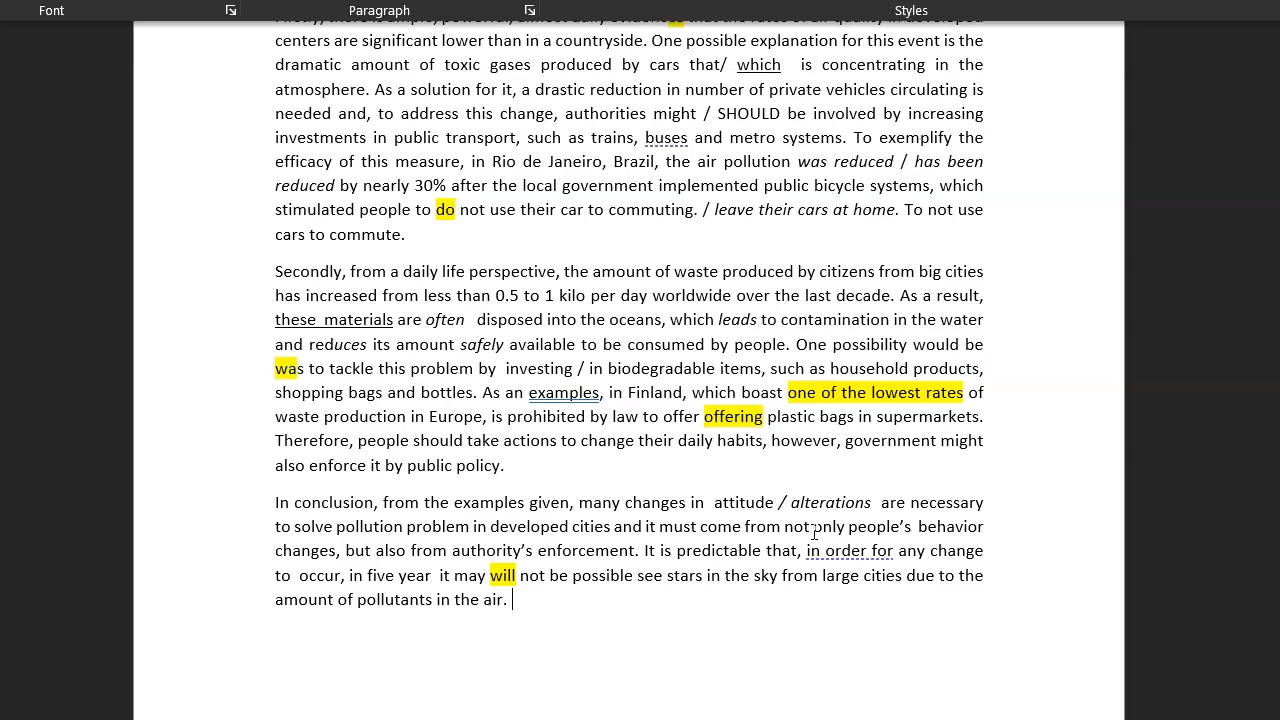 Font Paragraph Styles
centers are significant lower than in a countryside. One possible explanation for this event is the
dramatic amount of toxic gases produced by cars that/ which is concentrating in the
atmosphere. As a solution for it, a drastic reduction in number of private vehicles circulating is
needed and, to address this change, authorities might / SHOULD be involved by increasing
investments in public transport, such as trains, buses and metro systems. To exemplify the
efficacy of this measure, in Rio de Janeiro, Brazil, the air pollution was reduced / has been
reduced by nearly 30% after the local government implemented public bicycle systems, which
stimulated people to do not use their car to commuting. / leave their cars at home. To not use
cars to commute.
Secondly, from a daily life perspective, the amount of waste produced by citizens from big cities
has increased from less than 0.5 to 1 kilo per day worldwide over the last decade. As a result,
these materials are often disposed into the oceans, which leads to contamination in the water
and reduces its amount safely available to be consumed by people. One possibility would be
was to tackle this problem by investing / in biodegradable items, such as household products,
shopping bags and bottles. As an examples, in Finland, which boast one of the lowest rates of
waste production in Europe, is prohibited by law to offer offering plastic bags in supermarkets.
Therefore, people should take actions to change their daily habits, however, government might
also enforce it by public policy.
In conclusion, from the examples given, many changes in attitude / alterations are necessary
to solve pollution problem in developed cities and it must come from not only people’s behavior
changes, but also from authority’s enforcement. It is predictable that, in order for any change
to occur, in five year it may will not be possible see stars in the sky from large cities due to the
amount of pollutants in the air.